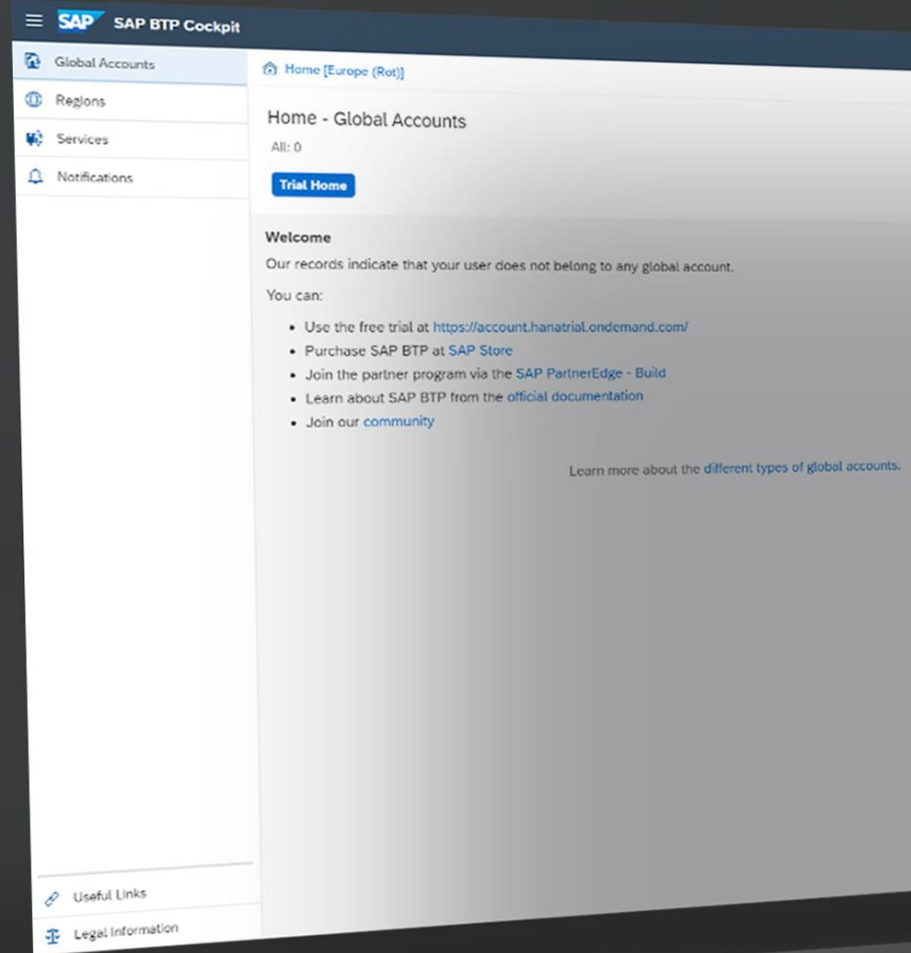 SAP SAP BTP Cockpit
Global Accounts
Regions
Services
Notifications
Useful Links
Legal Information
Home [Europe (Rot)]
Home - Global Accounts
All: 0
Trial Home
Welcome
Our records indicate that your user does not belong to any global account.
You can:
• Use the free trial at https://account.hanatrial.ondemand.com/
• Purchase SAP BTP at SAP Store
• Join the partner program via the SAP PartnerEdge - Build
• Learn about SAP BTP from the official documentation
• Join our community
Learn more about the different types of global accounts.